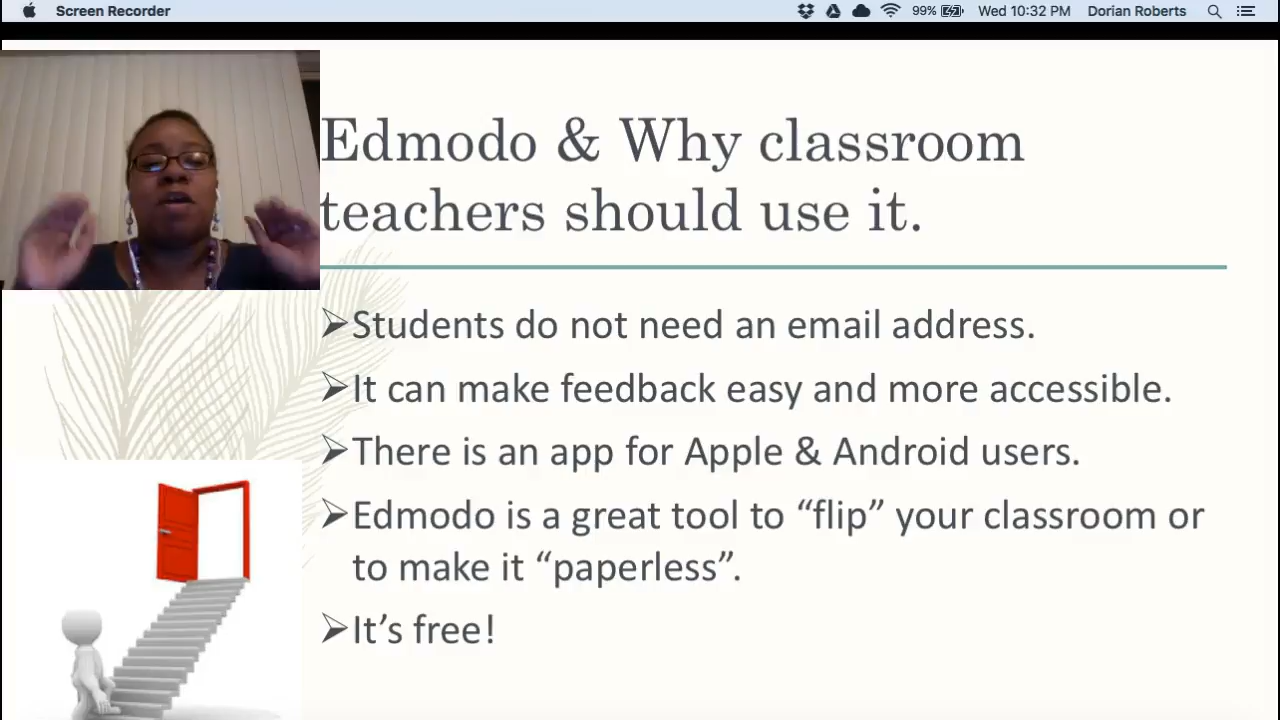 Screen Recorder
99%
Wed 10:32 PM
Dorian Roberts
Edmodo & Why classroom
teachers should use it.
Students do not need an email address.
It can make feedback easy and more accessible.
There is an app for Apple & Android users.
Edmodo is a great tool to “flip” your classroom or
to make it “paperless”.
It’s free!